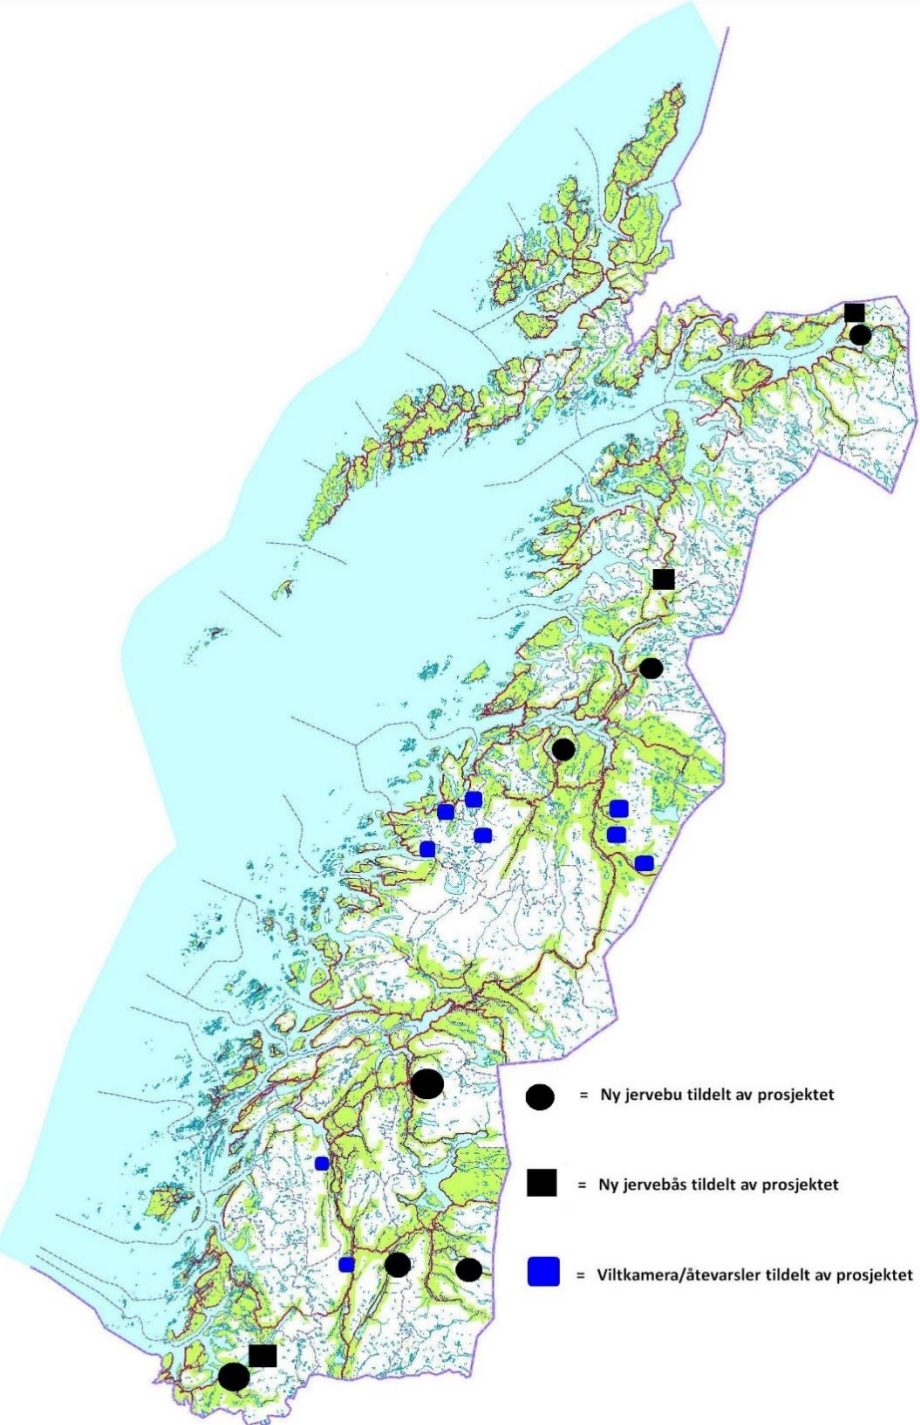 = Ny jervebu tildelt av prosjektet
= Ny jervebås tildelt av prosjektet
= Viltkamera/åtevarsler tildelt av prosjektet